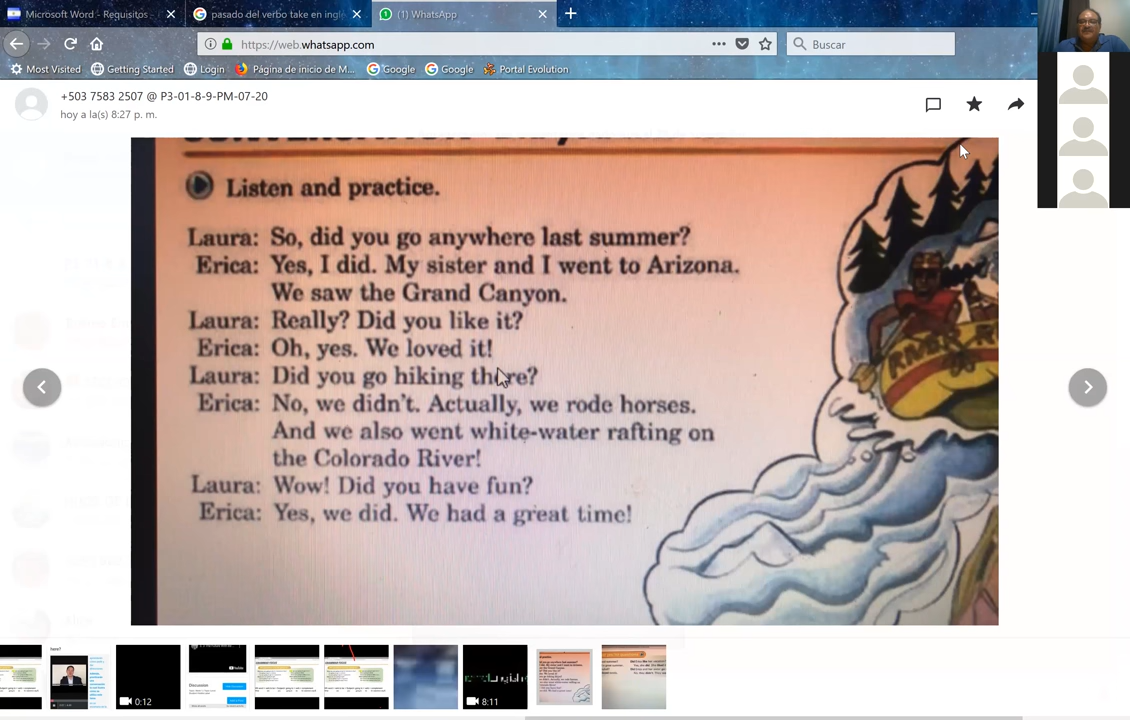 Microsoft Word - Requisitos -
pasado del verbo take en ingl
(1) WhatsApp
https://web.whatsapp.com
Buscar
Most Visited
Getting Started
Login
Página de inicio de M...
Google
Google
Portal Evolution
+503 7583 2507 @ P3-01-8-9-PM-07-20
hoy a la(s) 8:27 p. m.
Listen and practice.
Laura: So, did you go anywhere last summer?
Erica: Yes, I did. My sister and I went to Arizona.
We saw the Grand Canyon.
Laura: Really? Did you like it?
Erica: Oh, yes. We loved it!
Laura: Did you go hiking there?
Erica: No, we didn't. Actually, we rode horses.
And we also went white-water rafting on
the Colorado River!
Laura: Wow! Did you have fun?
Erica: Yes, we did. We had a great time!
RIVER
0:12
8:11